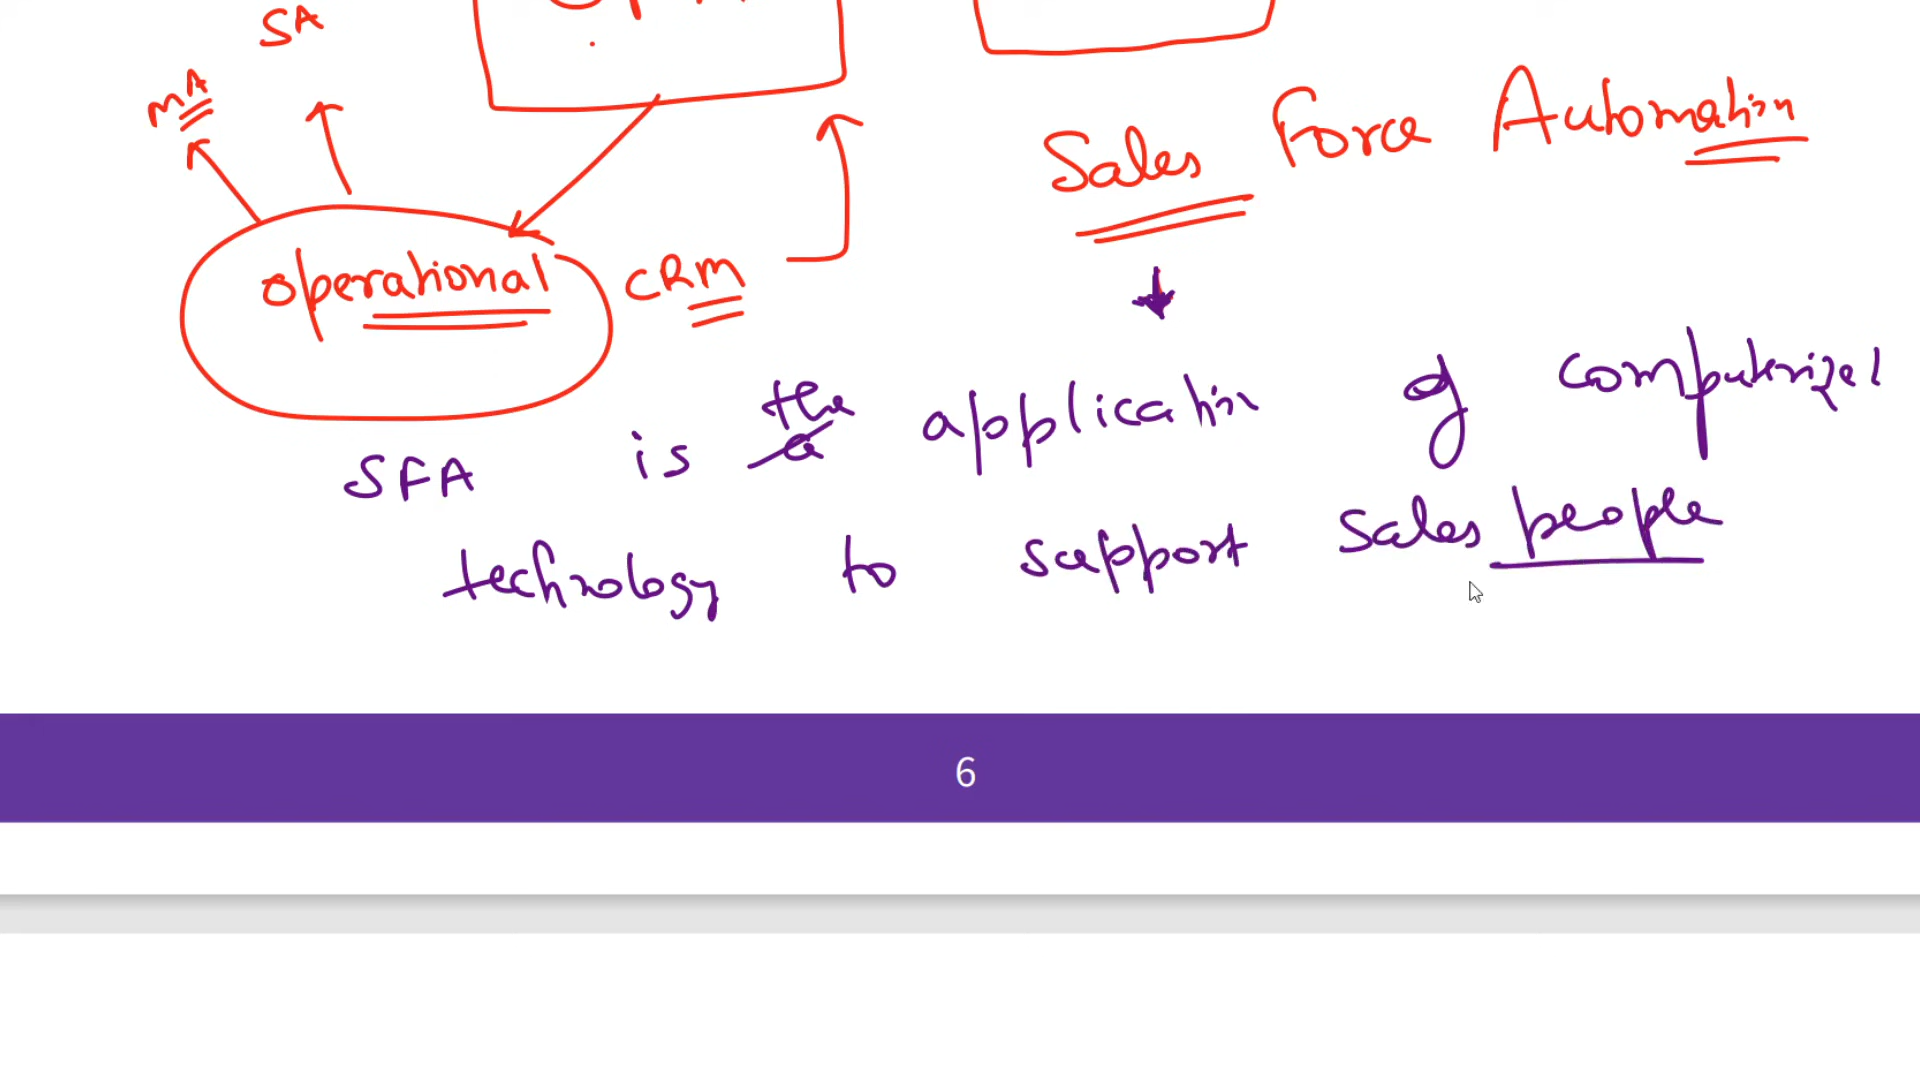 SA
MA
Sales Force Automation
operational CRM
SFA is the application of computerized
technology to support sales people
6